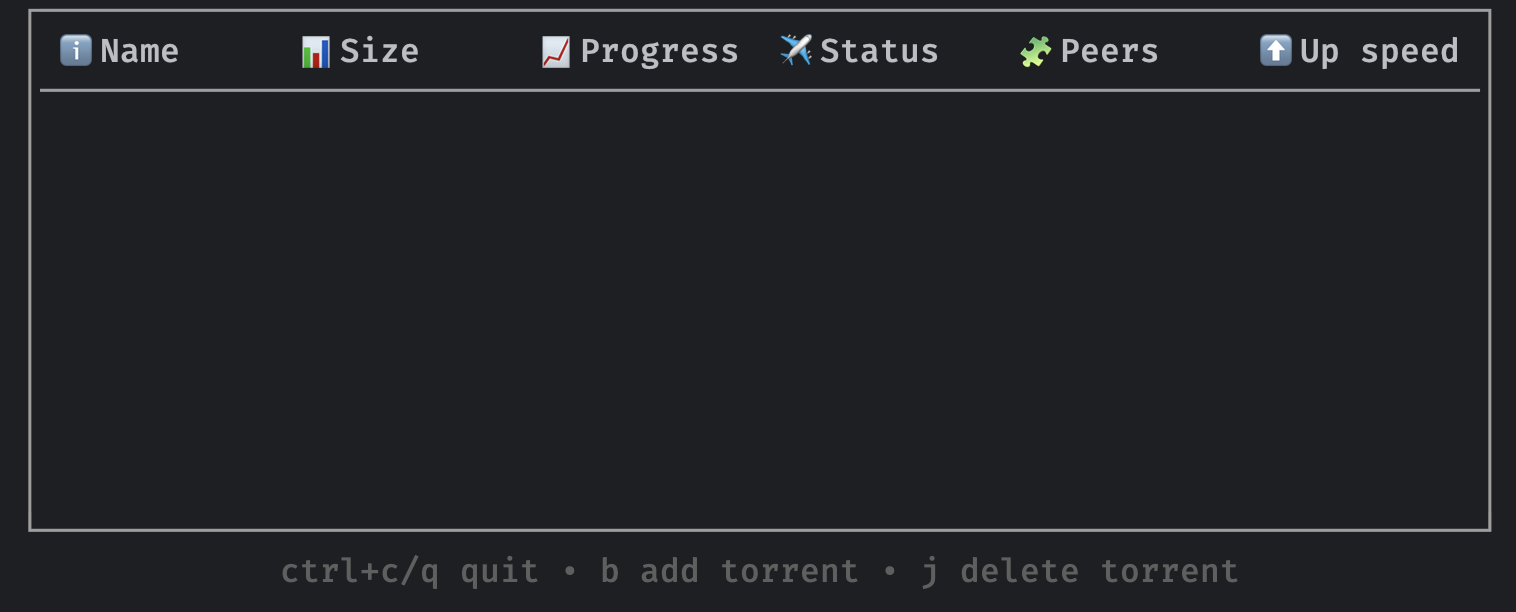 ℹ️ Name 📊 Size 📈 Progress ✈️ Status 🧩 Peers ⬆️ Up speed
ctrl+c/q quit • b add torrent • j delete torrent